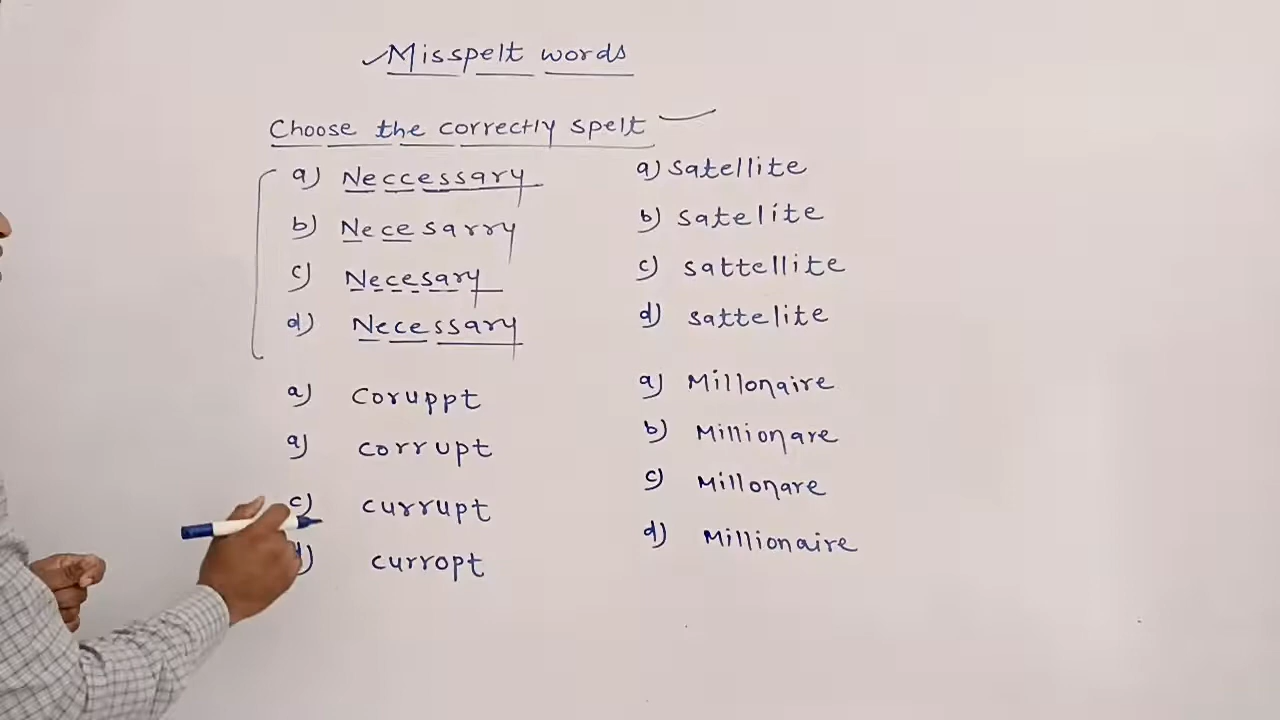 Misspelt words
Choose the correctly spelt
a) Neccessary
b) Necesarry
c) Necesary
d) Necessary
a) coruppt
a) corrupt
c) currupt
d) curropt
a) satellite
b) satelite
c) sattellite
d) sattelite
a) Millonaire
b) Millionare
c) Millonare
d) Millionaire